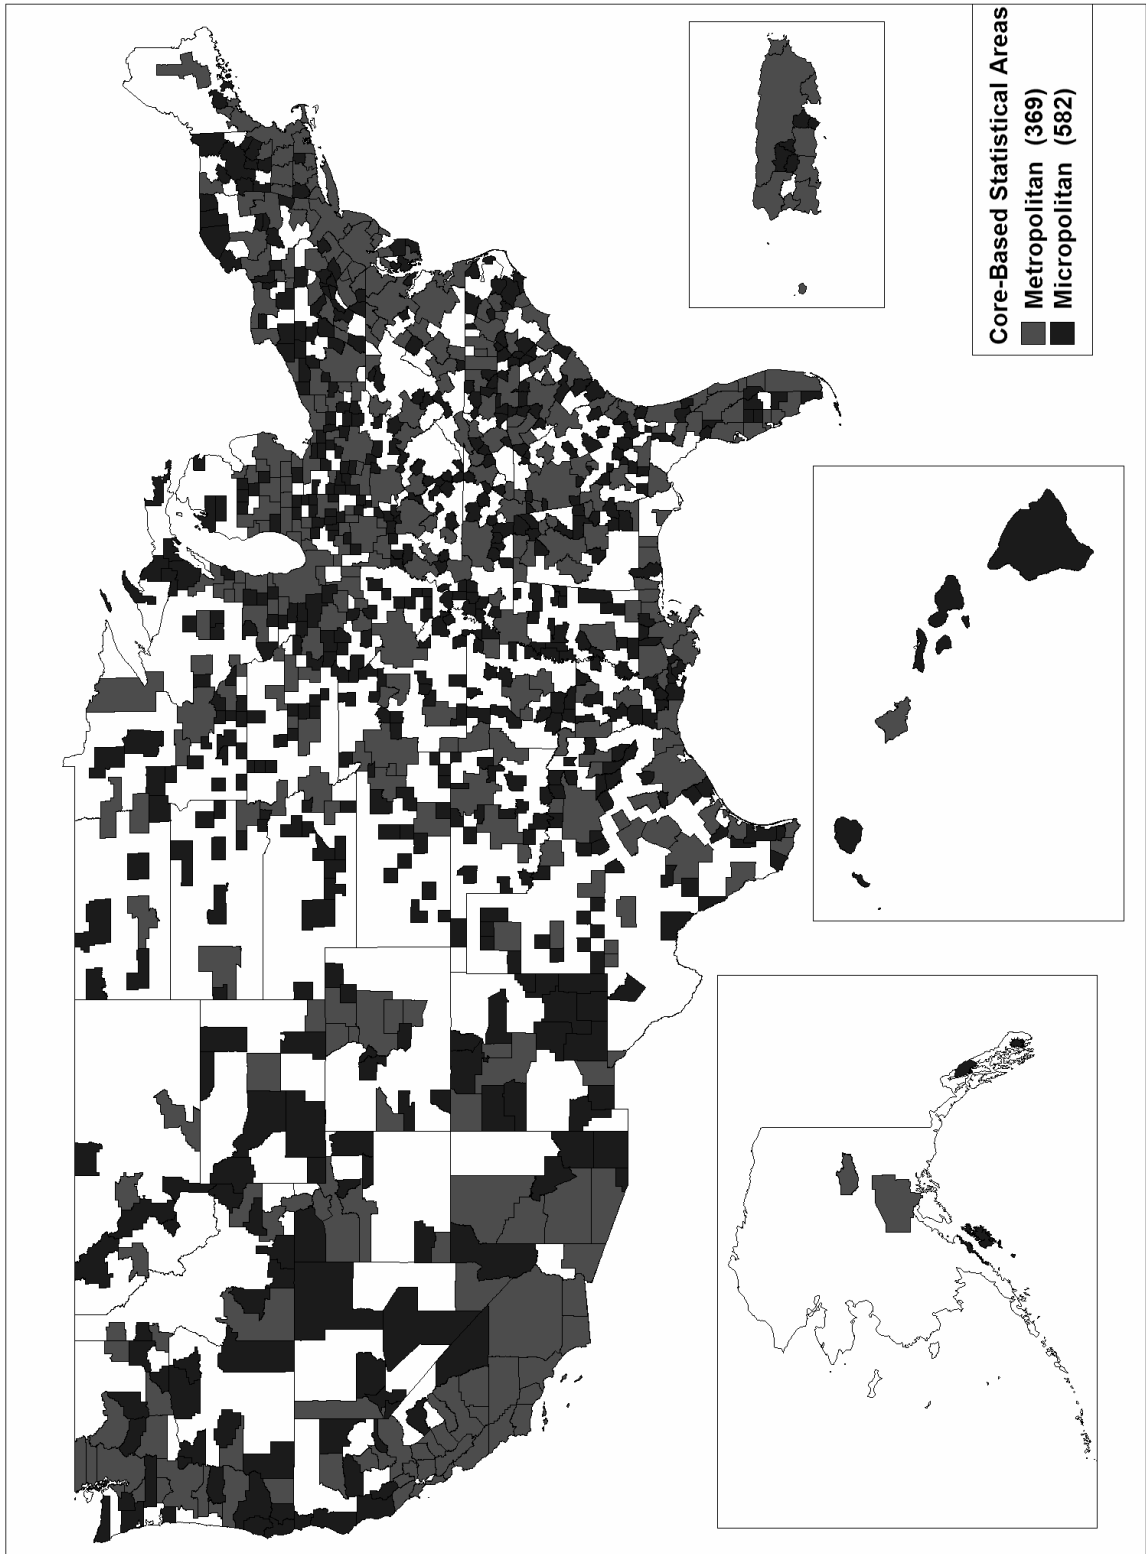 Core-Based Statistical Areas
Metropolitan (369)
Micropolitan (582)